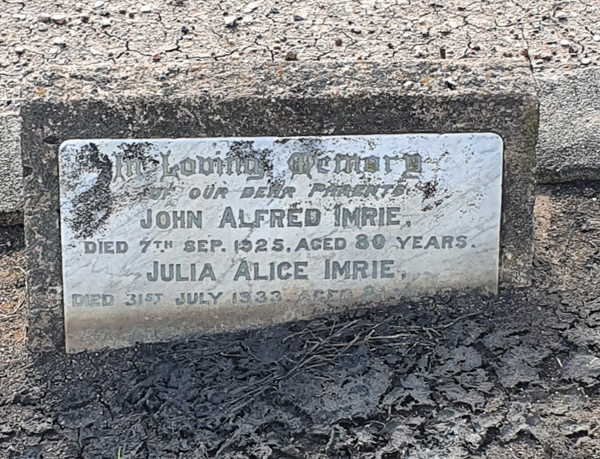 In Loving Memory
OF OUR DEAR PARENTS
JOHN ALFRED IMRIE,
DIED 7TH SEP. 1925. AGED 80 YEARS.
JULIA ALICE IMRIE,
DIED 31ST JULY 1933 AGED